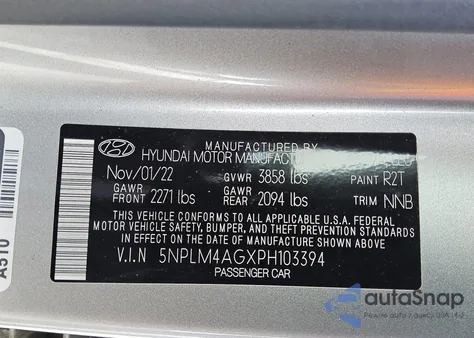 MANUFACTURED BY
HYUNDAI MOTOR MANUFACTU
Nov/01/22 GVWR 3858 lbs PAINT R2T
GAWR FRONT 2271 lbs GAWR REAR 2094 lbs TRIM NNB
THIS VEHICLE CONFORMS TO ALL APPLICABLE U.S.A. FEDERAL
MOTOR VEHICLE SAFETY, BUMPER, AND THEFT PREVENTION
STANDARDS IN EFFECT ON THE DATE OF MANUFACTURE
SHOWN ABOVE.
V.I.N 5NPLM4AGXPH103394
PASSENGER CAR
A510
autoSnap